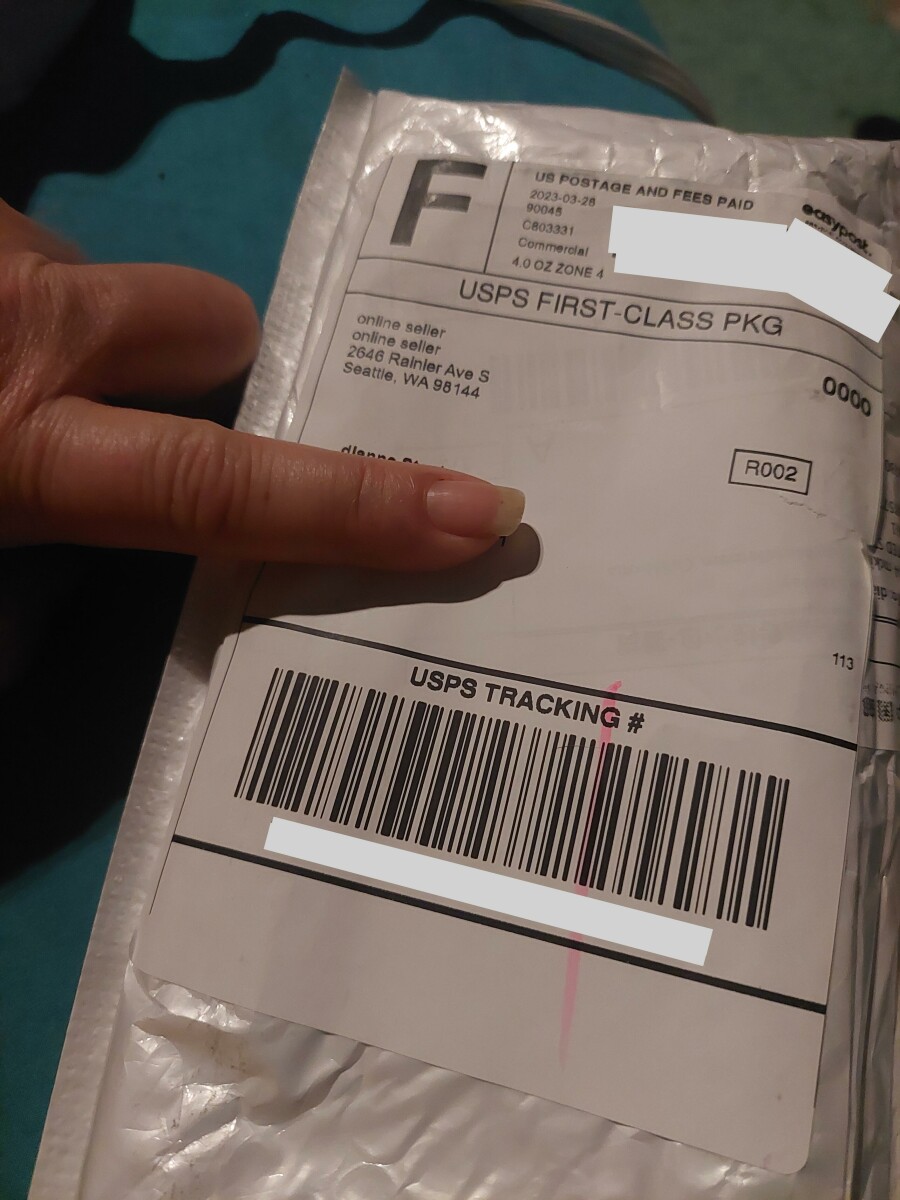 F
US POSTAGE AND FEES PAID
2023-03-28
90045
C803331
Commercial
4.0 OZ ZONE 4
easypost
USPS FIRST-CLASS PKG
online seller
online seller
2646 Rainier Ave S
Seattle, WA 98144
0000
R002
113
USPS TRACKING #